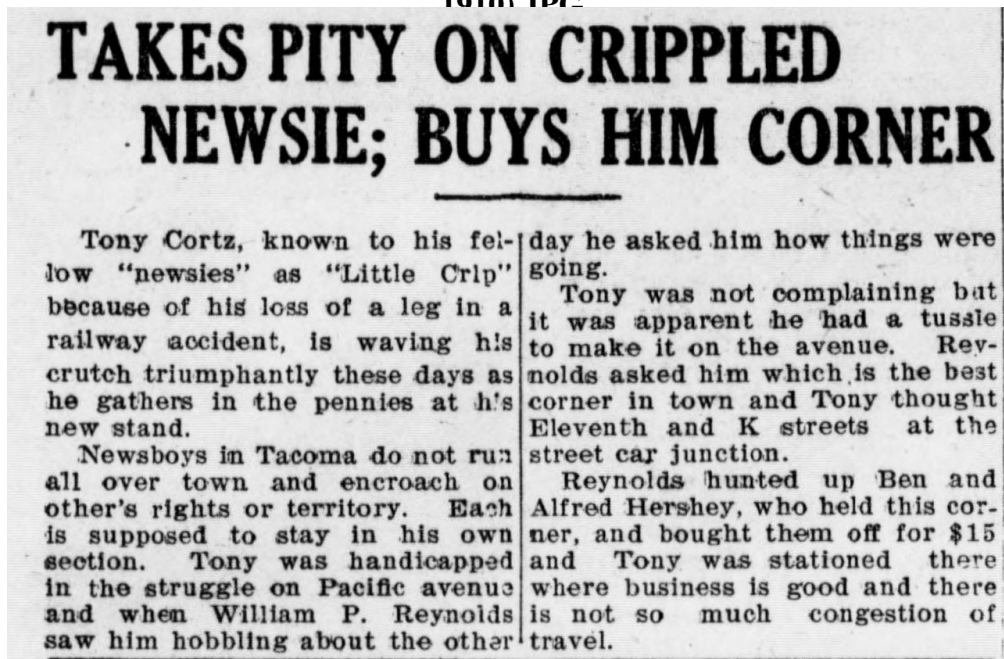 TAKES PITY ON CRIPPLED
NEWSIE; BUYS HIM CORNER
Tony Cortz, known to his fel-
low "newsies" as "Little Crip"
because of his loss of a leg in a
railway accident, is waving his
crutch triumphantly these days as
he gathers in the pennies at h's
new stand.
Newsboys in Tacoma do not run
all over town and encroach on
other's rights or territory. Each
is supposed to stay in his own
section. Tony was handicapped
in the struggle on Pacific avenue
and when William P. Reynolds
saw him hobbling about the other
day he asked him how things were
going.
Tony was not complaining but
it was apparent he had a tussle
to make it on the avenue. Rey-
nolds asked him which is the best
corner in town and Tony thought
Eleventh and K streets at the
street car junction.
Reynolds hunted up Ben and
Alfred Hershey, who held this cor-
ner, and bought them off for $15
and Tony was stationed there
where business is good and there
is not so much congestion of
travel.